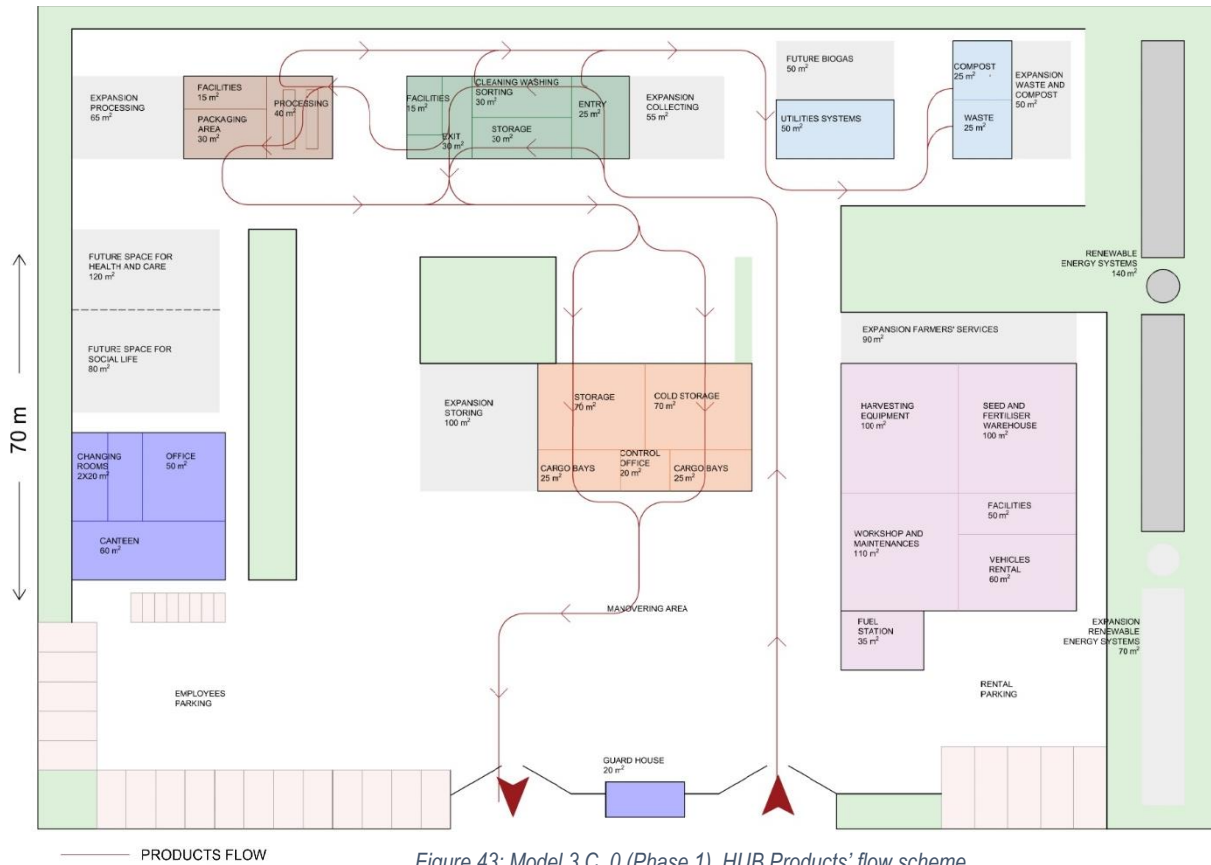 FUTURE BIOGAS
50 m²
FACILITIES
15 m²
PROCESSING
40 m²
PACKAGING
AREA
30 m²
EXPANSION
PROCESSING
65 m²
FACILITIES
15 m²
CLEANING WASHING
SORTING
30 m²
ENTRY
25 m²
EXIT
30 m²
STORAGE
30 m²
EXPANSION
COLLECTING
55 m²
UTILITIES SYSTEMS
50 m²
COMPOST
25 m²
WASTE
25 m²
EXPANSION
WASTE AND
COMPOST
50 m²
FUTURE SPACE FOR
HEALTH AND CARE
120 m²
FUTURE SPACE FOR
SOCIAL LIFE
80 m²
RENEWABLE
ENERGY SYSTEMS
140 m²
EXPANSION FARMERS' SERVICES
90 m²
70 m
EXPANSION
STORING
100 m²
STORAGE
70 m²
COLD STORAGE
70 m²
CARGO BAYS
25 m²
CONTROL
OFFICE
20 m²
CARGO BAYS
25 m²
HARVESTING
EQUIPMENT
100 m²
SEED AND
FERTILISER
WAREHOUSE
100 m²
CHANGING
ROOMS
2X20 m²
OFFICE
50 m²
CANTEEN
60 m²
FACILITIES
50 m²
WORKSHOP AND
MAINTENANCES
110 m²
VEHICLES
RENTAL
60 m²
MANOVERING AREA
FUEL
STATION
35 m²
EXPANSION
RENEWABLE
ENERGY SYSTEMS
70 m²
EMPLOYEES
PARKING
RENTAL
PARKING
GUARD HOUSE
20 m²
PRODUCTS FLOW
Figure 43: Model 3.C, 0 (Phase 1), HUB Products' flow scheme